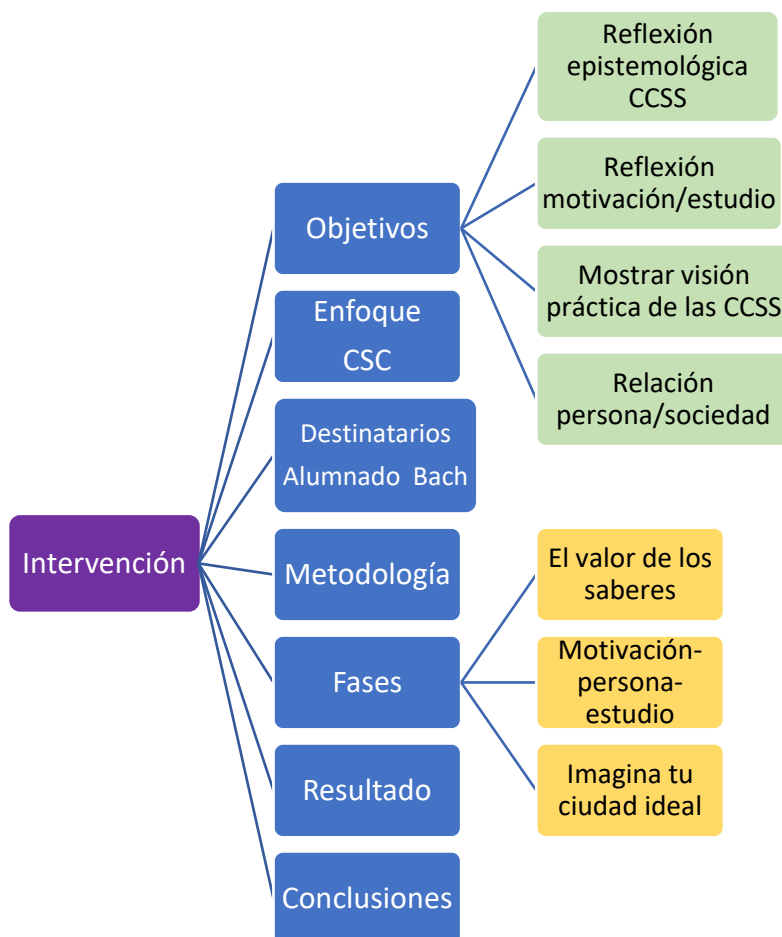 Reflexión
epistemológica
CCSS
Reflexión
motivación/estudio
Mostrar visión
práctica de las CCSS
Relación
persona/sociedad
Objetivos
Enfoque
CSC
Destinatarios
Alumnado Bach
Intervención
Metodología
Fases
El valor de los
saberes
Motivación-
persona-
estudio
Imagina tu
ciudad ideal
Resultado
Conclusiones